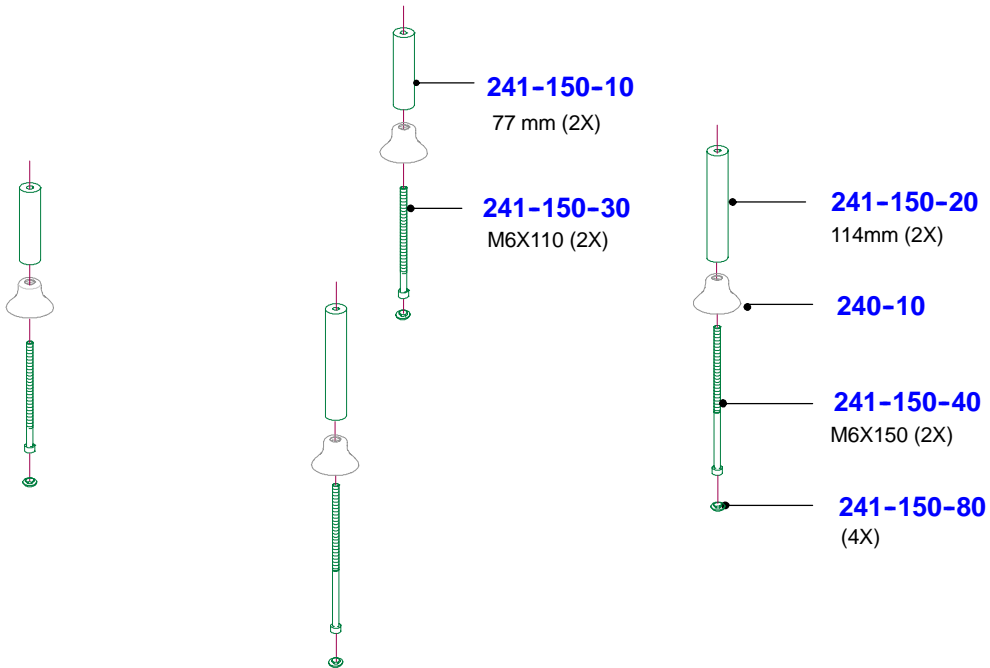 241-150-10
77 mm (2X)
241-150-30
M6X110 (2X)
241-150-20
114mm (2X)
240-10
241-150-40
M6X150 (2X)
241-150-80
(4X)